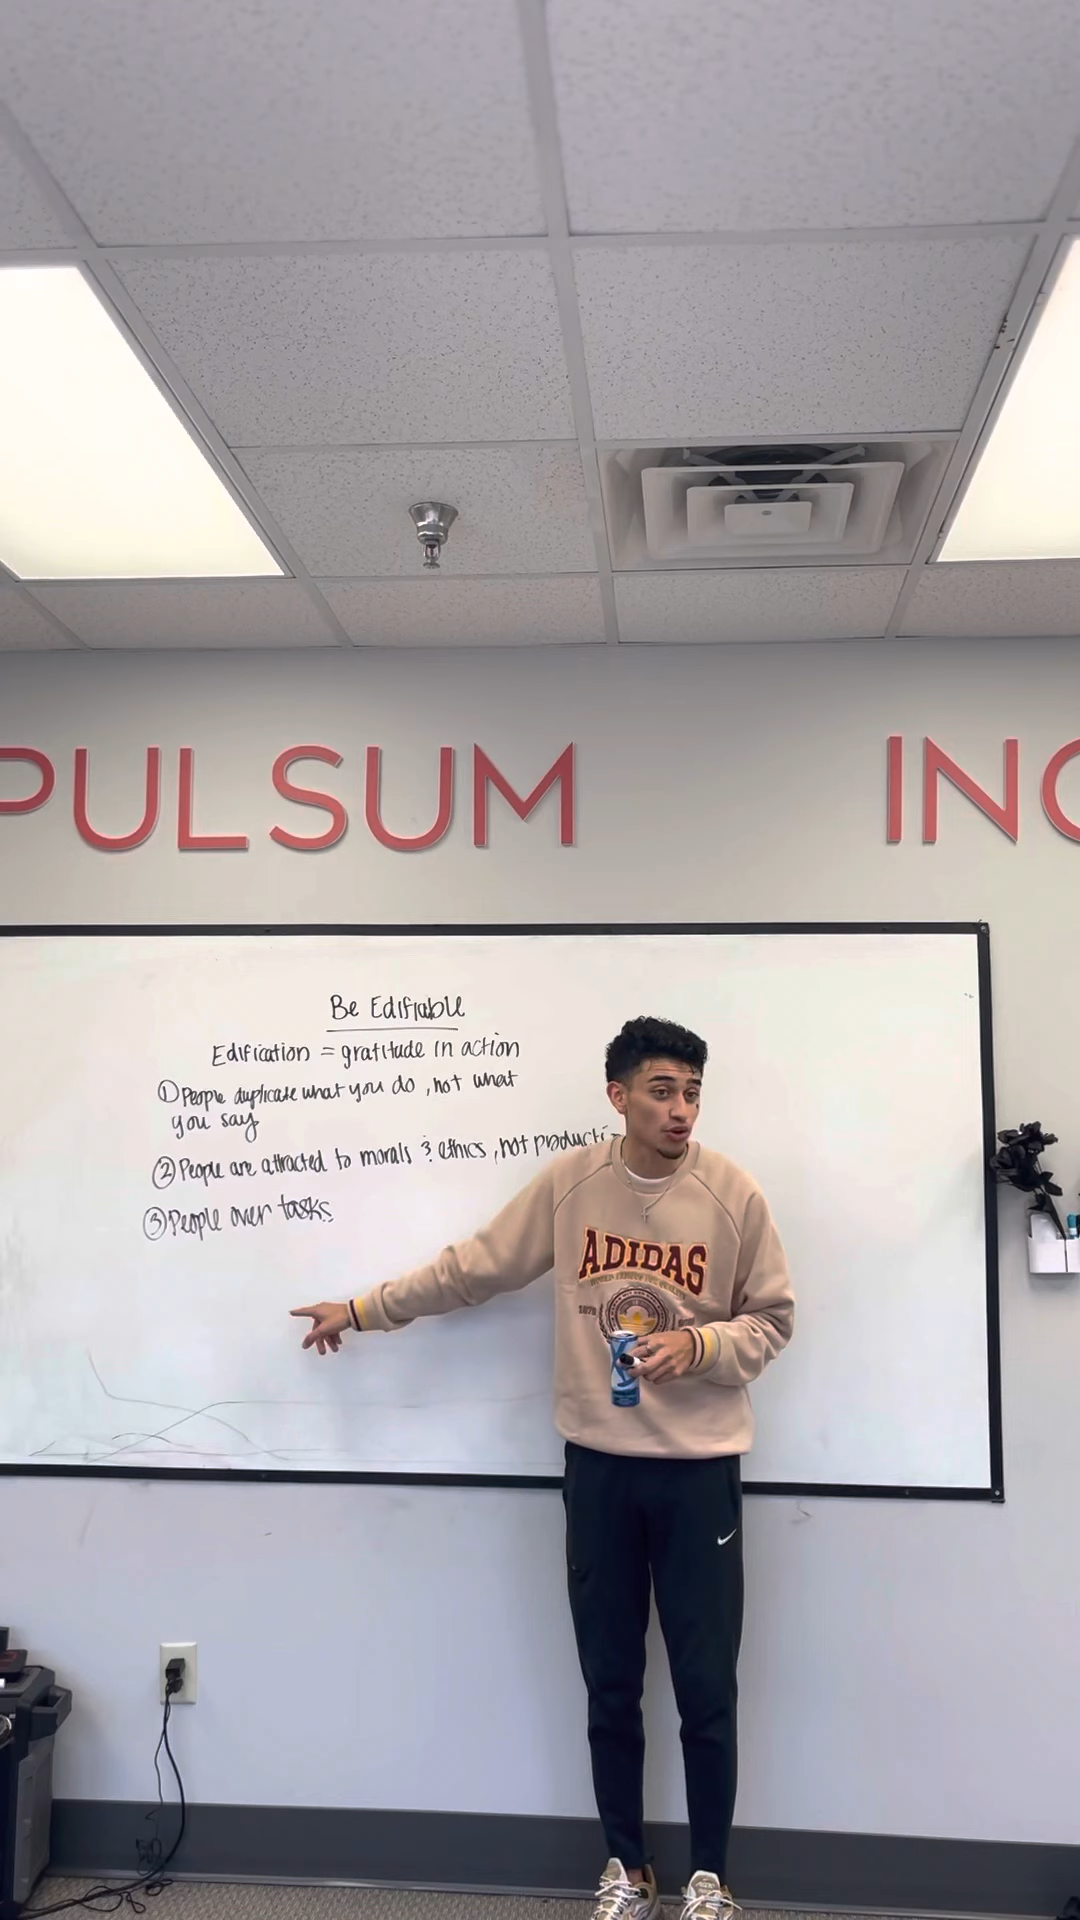 PULSUM INC
Be Edifiable
Edification = gratitude in action
① People duplicate what you do, not what
you say
② People are attracted to morals & ethics, not producti
③ People over tasks.
ADIDAS